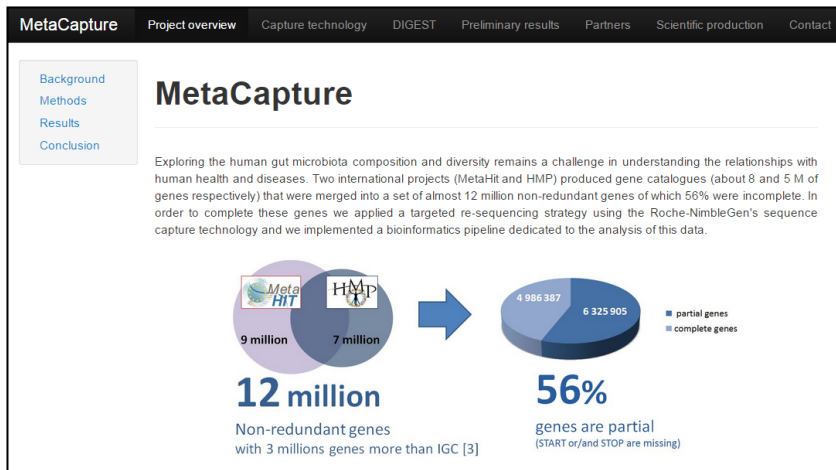 MetaCapture Project overview Capture technology DIGEST Preliminary results Partners Scientific production Contact
Background
Methods
Results
Conclusion
MetaCapture
Exploring the human gut microbiota composition and diversity remains a challenge in understanding the relationships with
human health and diseases. Two international projects (MetaHit and HMP) produced gene catalogues (about 8 and 5 M of
genes respectively) that were merged into a set of almost 12 million non-redundant genes of which 56% were incomplete. In
order to complete these genes we applied a targeted re-sequencing strategy using the Roche-NimbleGen's sequence
capture technology and we implemented a bioinformatics pipeline dedicated to the analysis of this data.
Meta
HIT
HMP
9 million
7 million
4 986 387
6 325 905
partial genes
complete genes
12 million
Non-redundant genes
with 3 millions genes more than IGC [3]
56%
genes are partial
(START or/and STOP are missing)